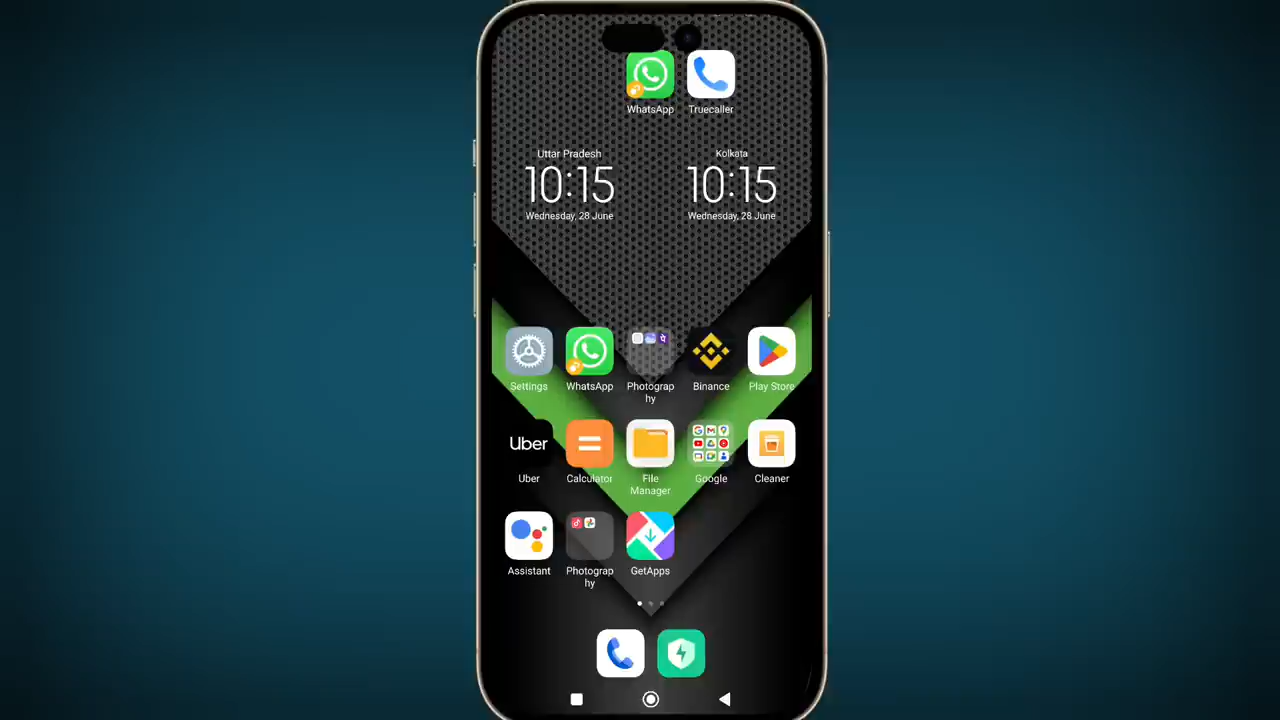 WhatsApp Truecaller
Uttar Pradesh Kolkata
10:15 10:15
Wednesday, 28 June Wednesday, 28 June
Settings WhatsApp Photograp Binance Play Store
hy
Uber
Uber Calculator File Google Cleaner
Manager
Assistant Photograp GetApps
hy